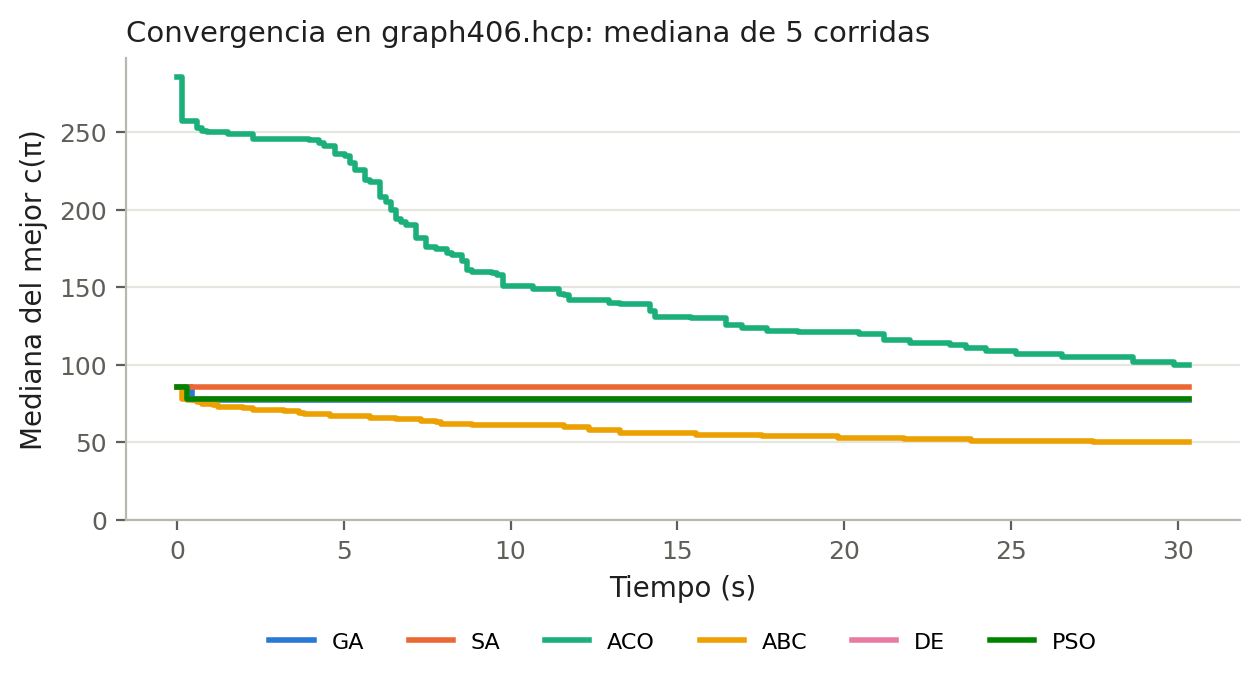 Convergencia en graph406.hcp: mediana de 5 corridas
Mediana del mejor c(π)
250
200
150
100
50
0
0 5 10 15 20 25 30
Tiempo (s)
GA SA ACO ABC DE PSO